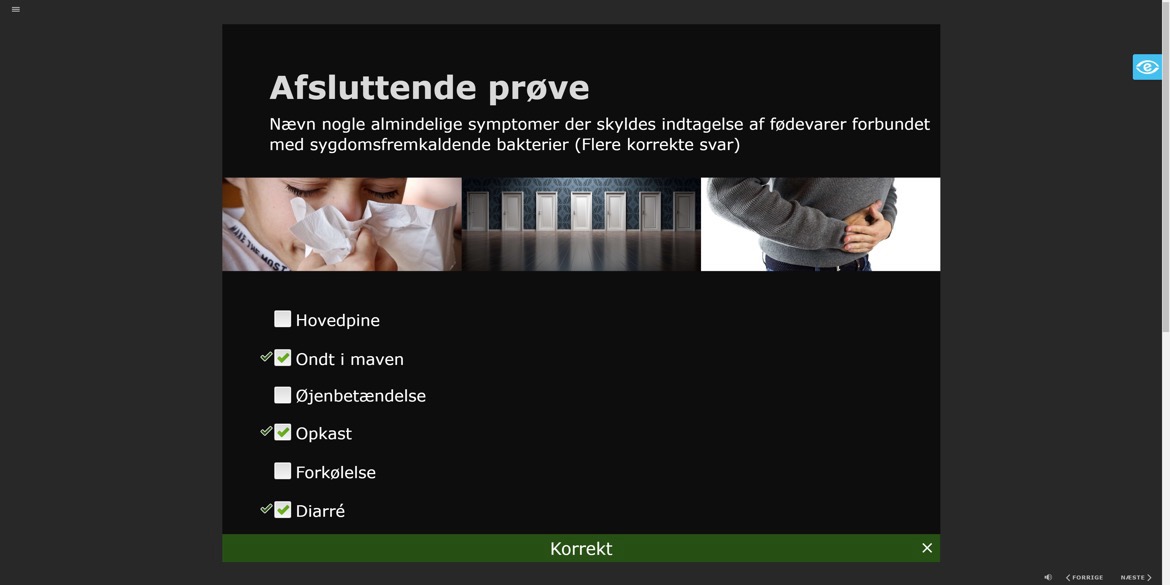 Afsluttende prøve
Nævn nogle almindelige symptomer der skyldes indtagelse af fødevarer forbundet
med sygdomsfremkaldende bakterier (Flere korrekte svar)
Hovedpine
Ondt i maven
Øjenbetændelse
Opkast
Forkølelse
Diarré
Korrekt
FORRIGE
NÆSTE